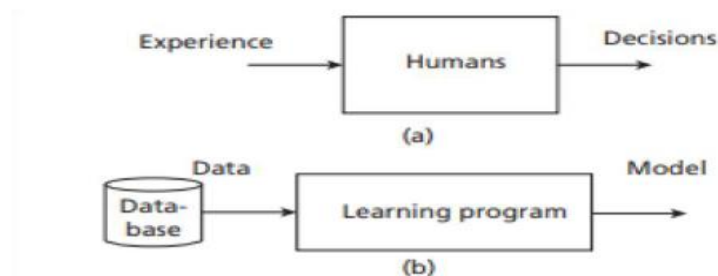 Experience
Humans
Decisions
(a)
Data
Data-
base
Learning program
Model
(b)